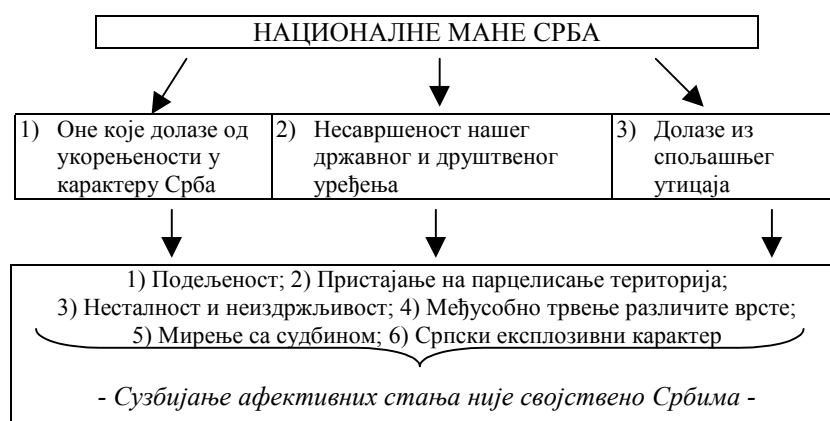 НАЦИОНАЛНЕ МАНЕ СРБА
1) Оне које долазе од
укорењености у
карактеру Срба
2) Несавршеност нашег
државног и друштвеног
уређења
3) Долазе из
спољашњег
утицаја
1) Подељеност; 2) Пристајање на парцелисање територија;
3) Несталност и неиздржљивост; 4) Међусобно трвење различите врсте;
5) Мирење са судбином; 6) Српски експлозивни карактер
- Сузбијање афективних стања није својствено Србима -